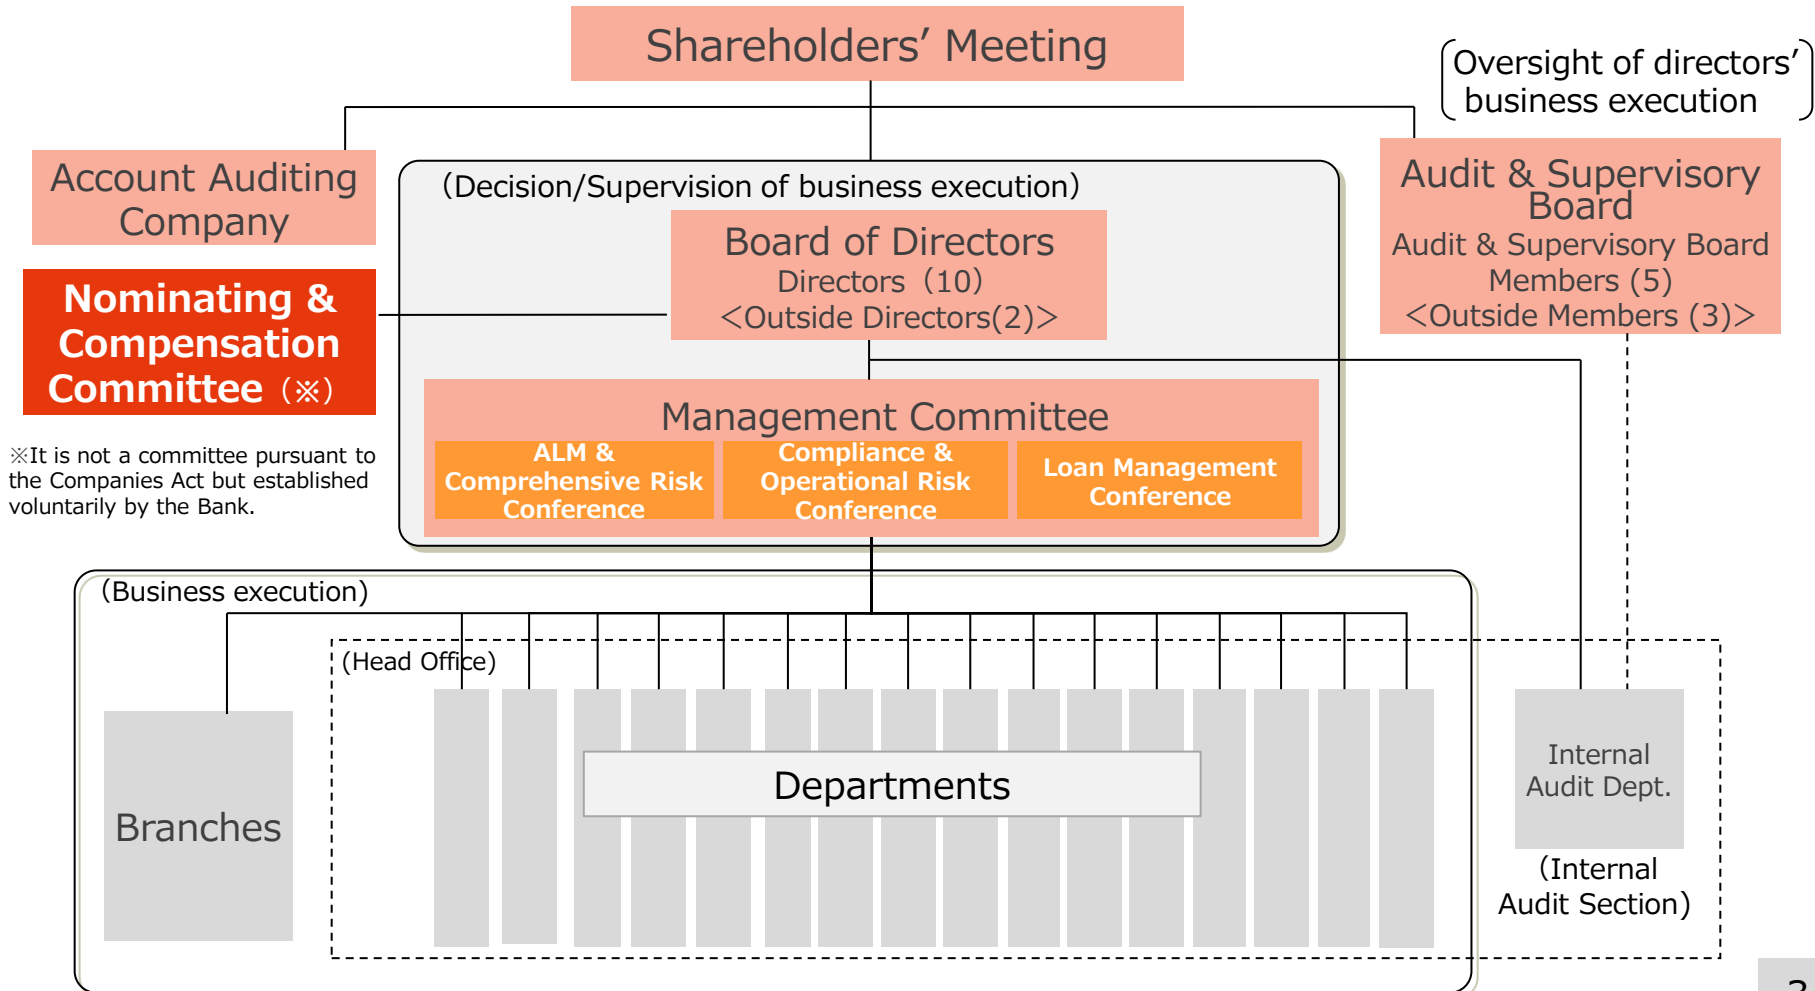 Shareholders’ Meeting
Oversight of directors’
business execution
Account Auditing
Company
（Decision/Supervision of business execution）
Board of Directors
Directors（10）
＜Outside Directors(2)＞
Audit & Supervisory
Board
Audit & Supervisory Board
Members (5)
＜Outside Members (3)＞
Nominating &
Compensation
Committee（※）
※It is not a committee pursuant to
the Companies Act but established
voluntarily by the Bank.
Management Committee
ALM &
Comprehensive Risk
Conference
Compliance &
Operational Risk
Conference
Loan Management
Conference
（Business execution)
(Head Office)
Branches
Departments
Internal
Audit Dept.
（Internal
Audit Section)